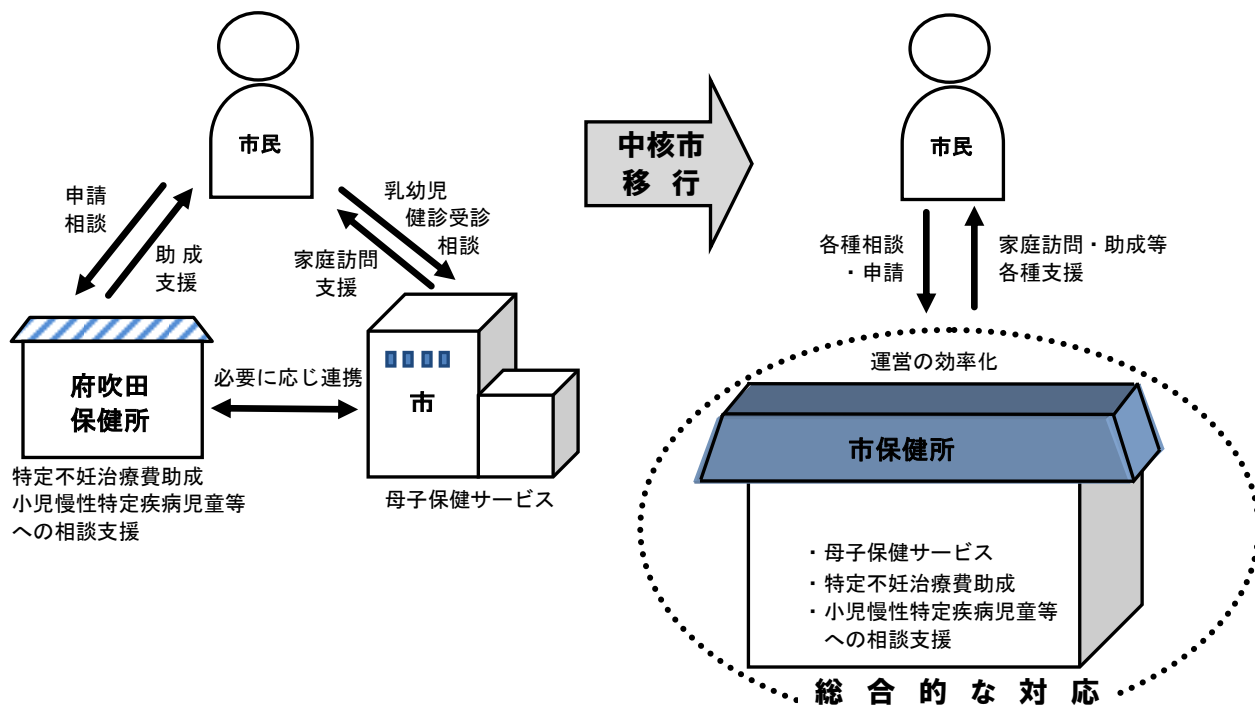 市民
申請
相談
助 成
支援
乳幼児
健診受診
相談
家庭訪問
支援
府吹田
保健所
必要に応じ連携
市
特定不妊治療費助成
小児慢性特定疾病児童等
への相談支援
母子保健サービス
中核市
移 行
市民
各種相談
・申請
家庭訪問・助成等
各種支援
運営の効率化
市保健所
・母子保健サービス
・特定不妊治療費助成
・小児慢性特定疾病児童等
への相談支援
総 合 的 な 対 応